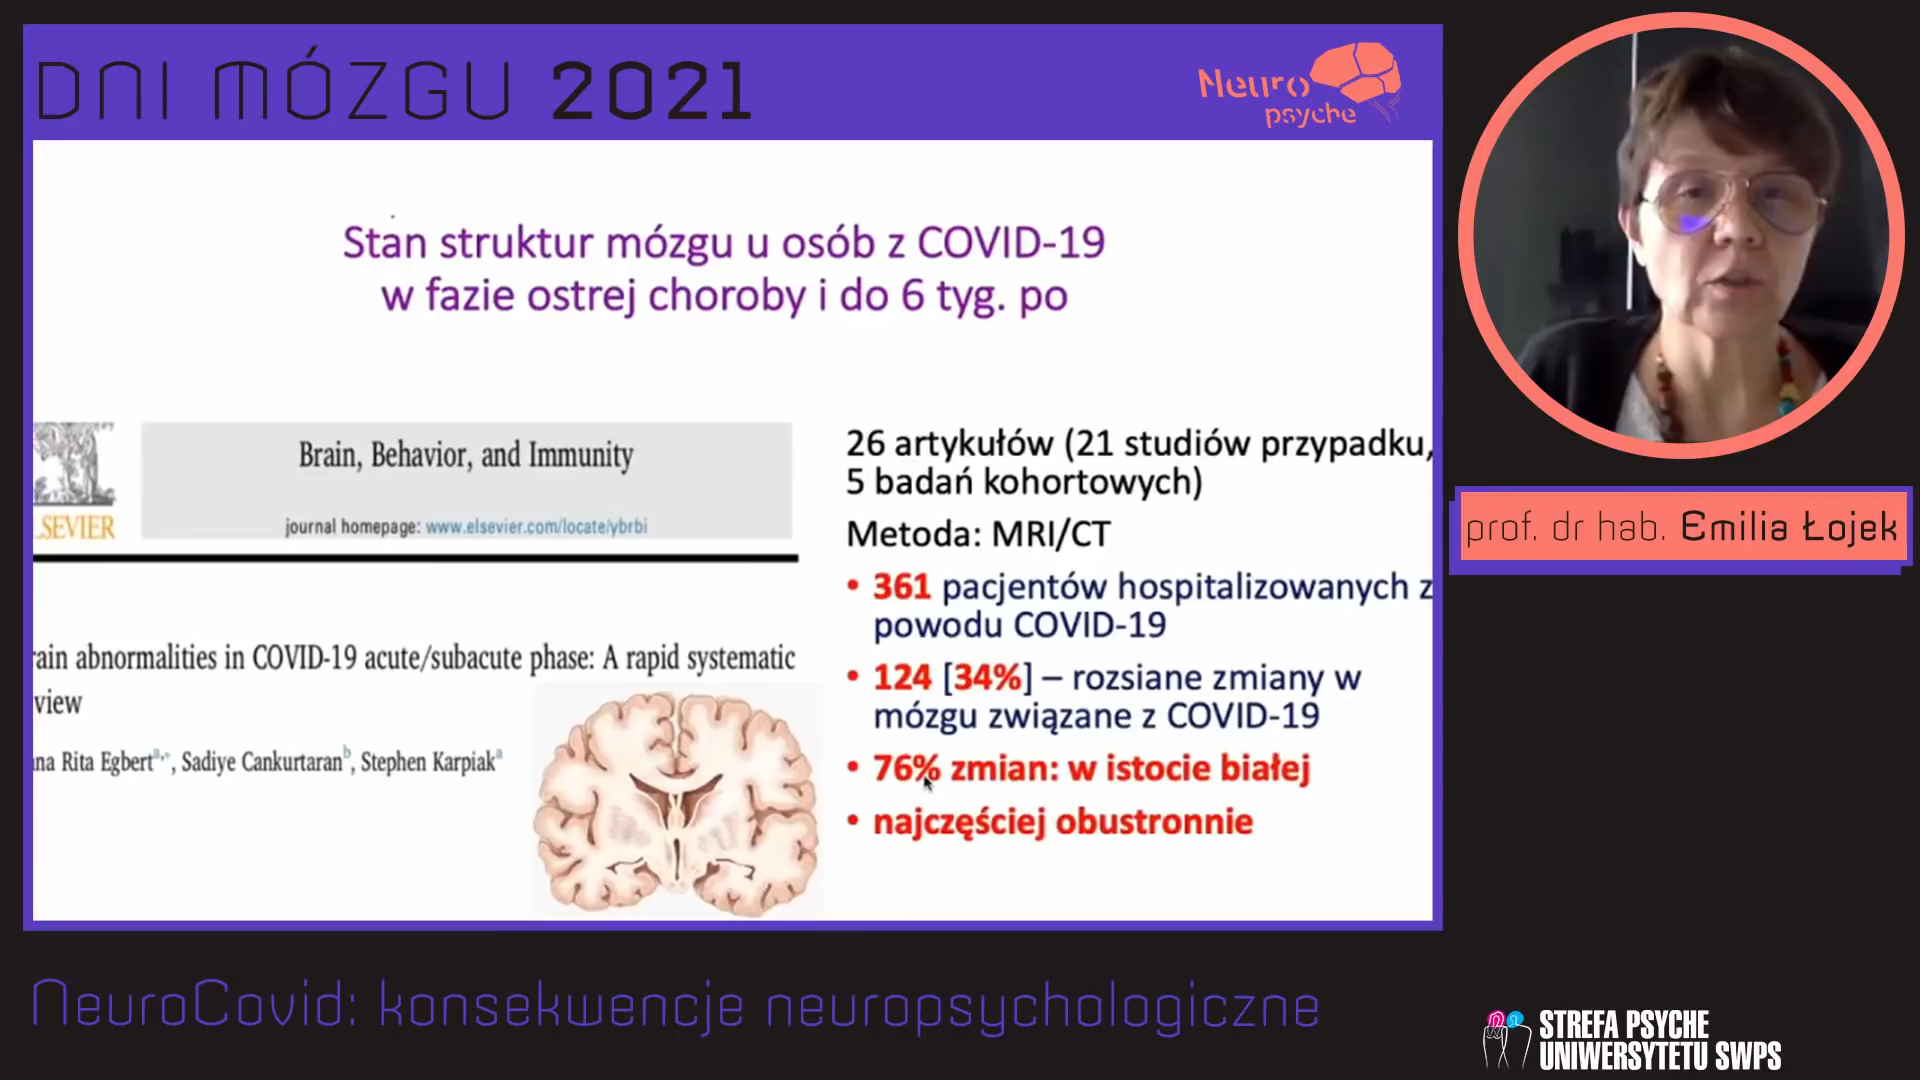 DNI MÓZGU 2021
Neuro
psyche
Stan struktur mózgu u osób z COVID-19
w fazie ostrej choroby i do 6 tyg. po
SEVIER
Brain, Behavior, and Immunity
journal homepage: www.elsevier.com/locate/ybrbi
rain abnormalities in COVID-19 acute/subacute phase: A rapid systematic
view
na Rita Egbert a,*, Sadiye Cankurtaran b, Stephen Karpiak a
26 artykułów (21 studiów przypadku,
5 badań kohortowych)
Metoda: MRI/CT
• 361 pacjentów hospitalizowanych z
powodu COVID-19
• 124 [34%] – rozsiane zmiany w
mózgu związane z COVID-19
• 76% zmian: w istocie białej
• najczęściej obustronnie
prof. dr hab. Emilia Łojek
NeuroCovid: konsekwencje neuropsychologiczne
STREFA PSYCHE
UNIWERSYTETU SWPS